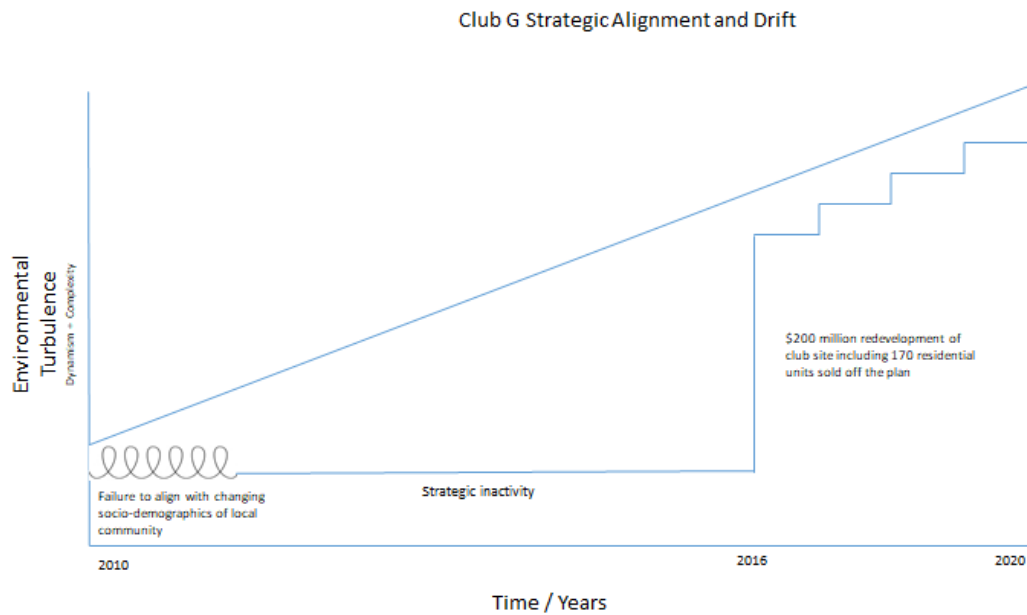 Club G Strategic Alignment and Drift
Environmental
Turbulence
Dynamism + Complexity
$200 million redevelopment of
club site including 170 residential
units sold off the plan
Strategic inactivity
Failure to align with changing
socio-demographics of local
community
2010
2016
2020
Time / Years